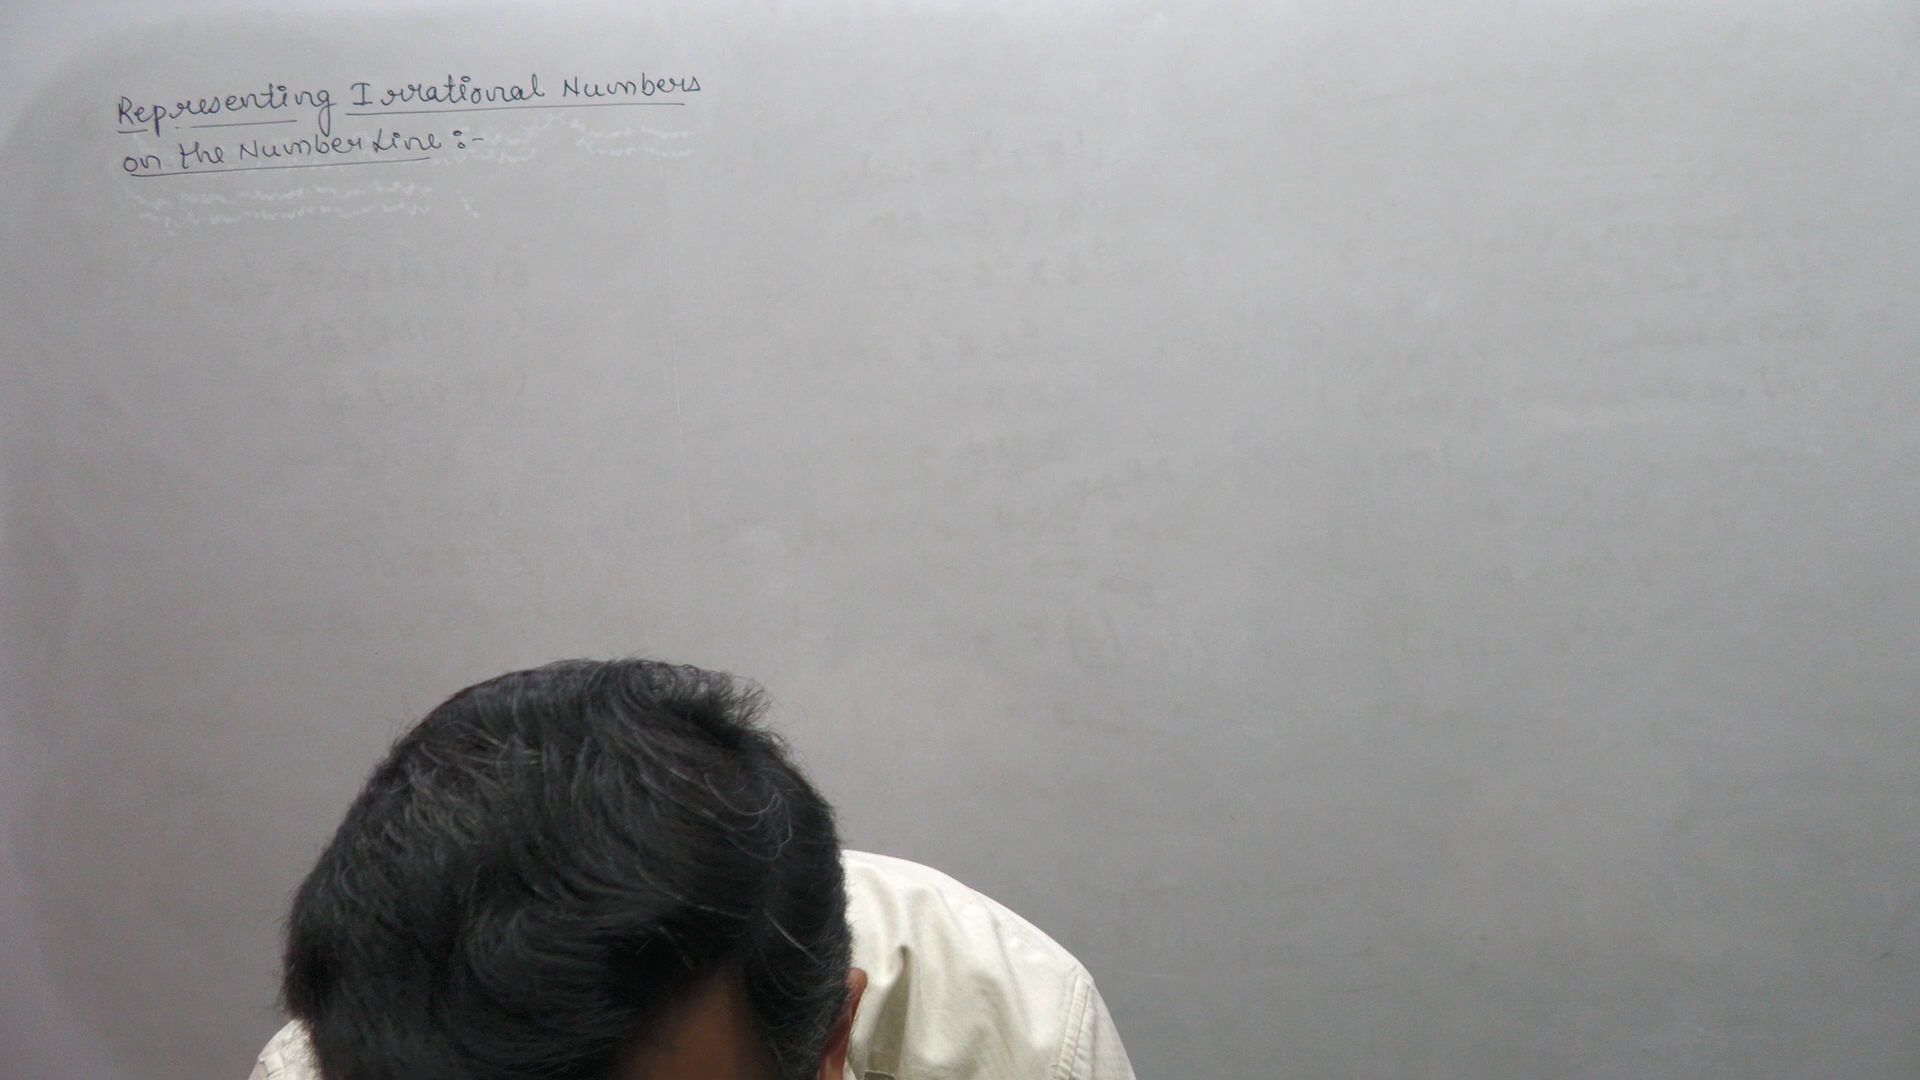 Representing Irrational Numbers
on the Number Line :-